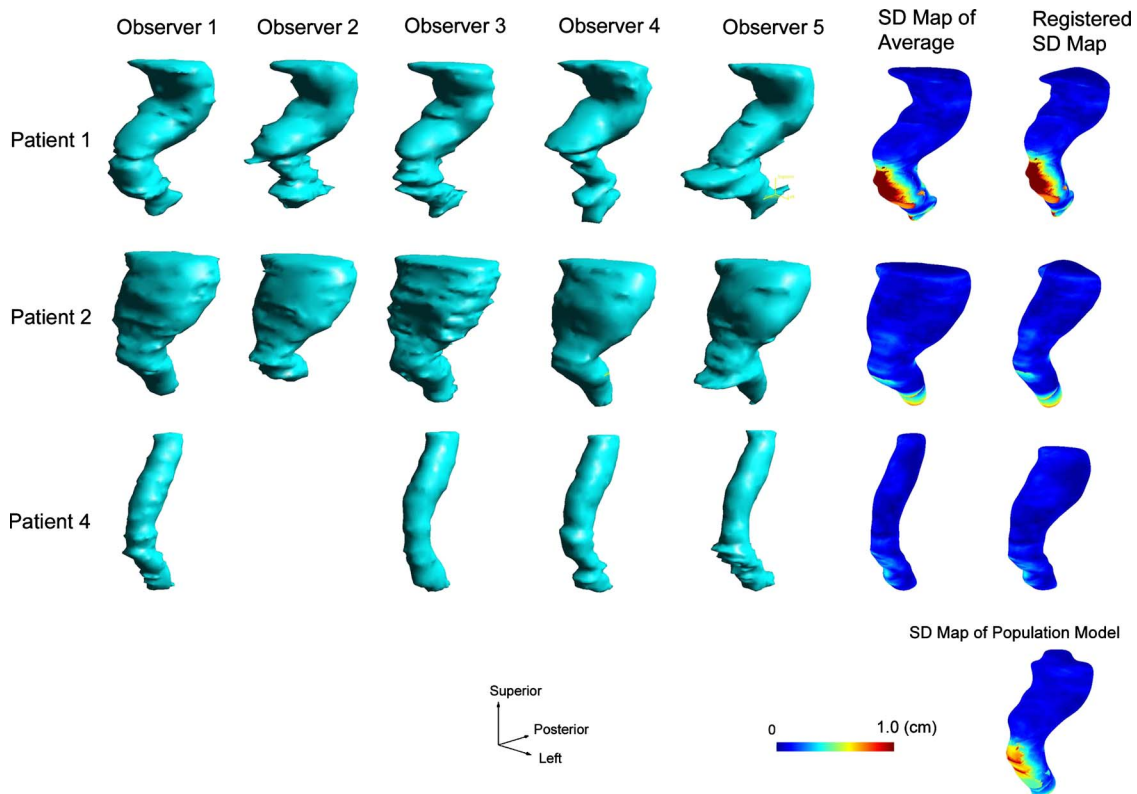 Observer 1
Observer 2
Observer 3
Observer 4
Observer 5
SD Map of
Average
Registered
SD Map
Patient 1
Patient 2
Patient 4
SD Map of Population Model
Superior
Posterior
Left
0
1.0 (cm)